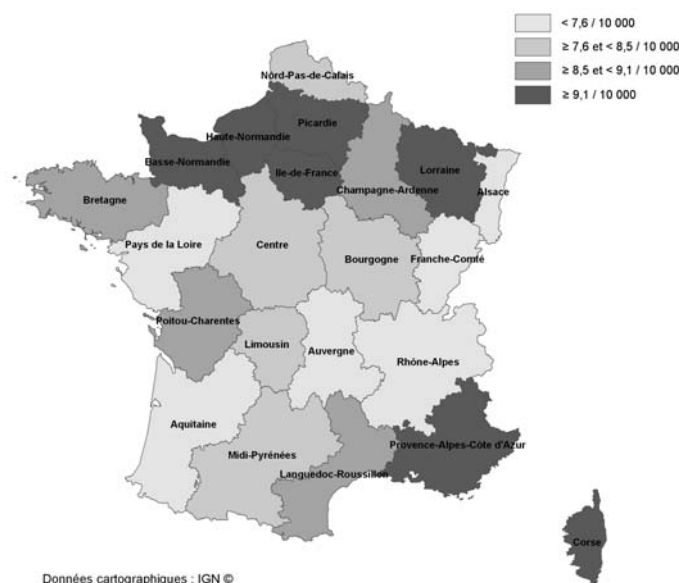 < 7,6 / 10 000
≥ 7,6 et < 8,5 / 10 000
≥ 8,5 et < 9,1 / 10 000
≥ 9,1 / 10 000
Nord-Pas-de-Calais
Picardie
Haute-Normandie
Basse-Normandie
Ile-de-France
Lorraine
Champagne-Ardenne
Alsace
Bretagne
Pays de la Loire
Centre
Bourgogne
Franche-Comté
Poitou-Charentes
Limousin
Auvergne
Rhône-Alpes
Aquitaine
Provence-Alpes-Côte d'Azur
Midi-Pyrénées
Languedoc-Roussillon
Corse
Données cartographiques : IGN ©